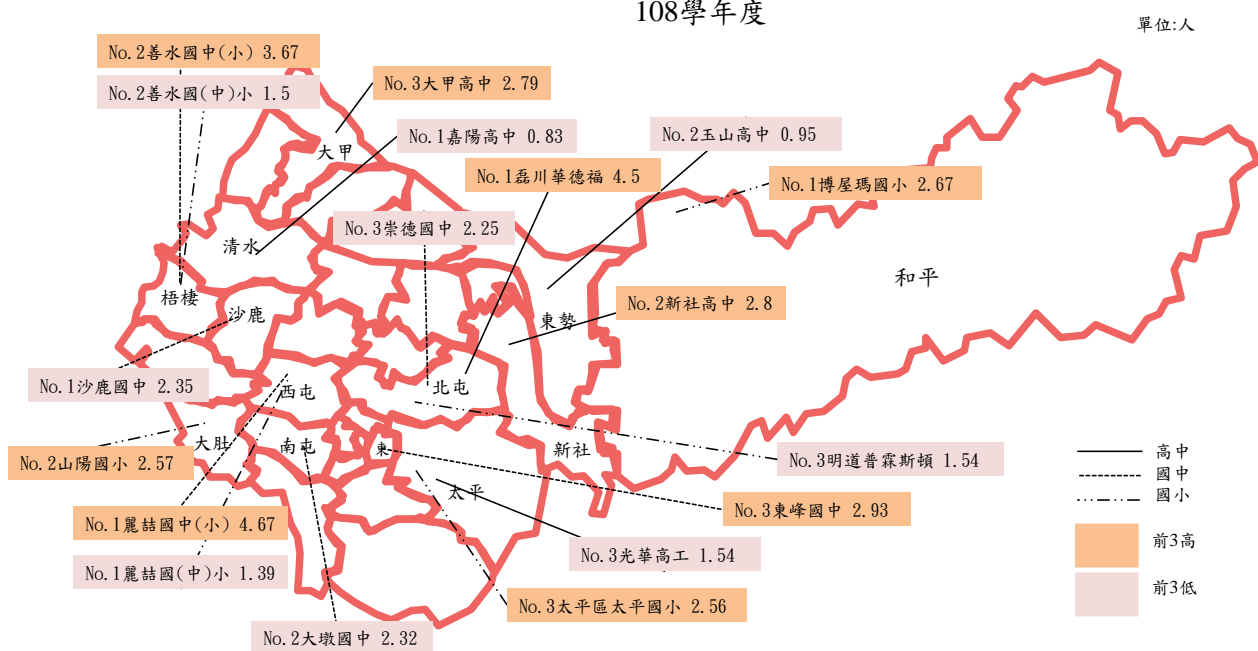 108學年度
單位:人
No.2善水國中(小) 3.67
No.3大甲高中 2.79
No.2善水國(中)小 1.5
No.1嘉陽高中 0.83
No.2玉山高中 0.95
大甲
No.1磊川華德福 4.5
No.1博屋瑪國小 2.67
No.3崇德國中 2.25
清水
和平
梧棲
沙鹿
東勢
No.2新社高中 2.8
No.1沙鹿國中 2.35
西屯
北屯
大肚
南屯
東
新社
高中
No.2山陽國小 2.57
No.3明道普霖斯頓 1.54
國中
太平
國小
No.3東峰國中 2.93
No.1麗喆國中(小) 4.67
前3高
No.3光華高工 1.54
No.1麗喆國(中)小 1.39
前3低
No.3太平區太平國小 2.56
No.2大墩國中 2.32